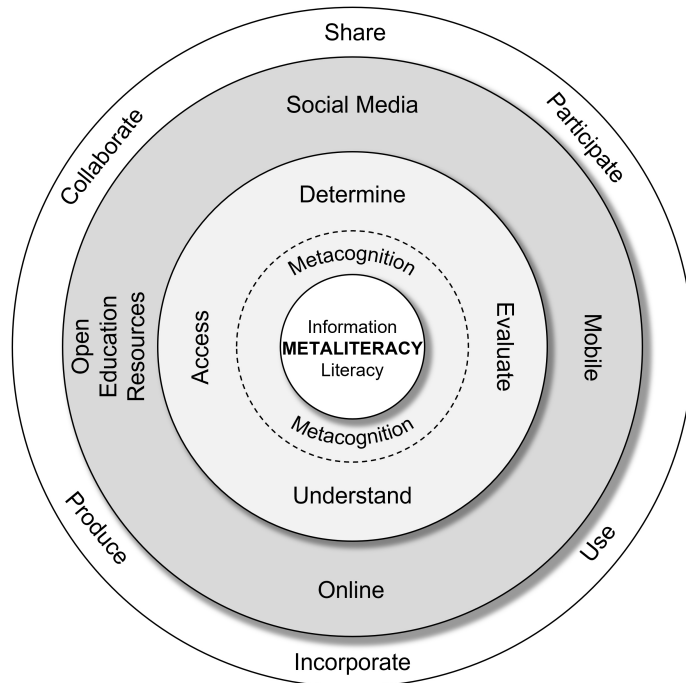 Share
Participate
Collaborate
Social Media
Determine
Metacognition
Open
Education
Resources
Access
Information
METALITERACY
Literacy
Evaluate
Mobile
Metacognition
Understand
Produce
Use
Online
Incorporate